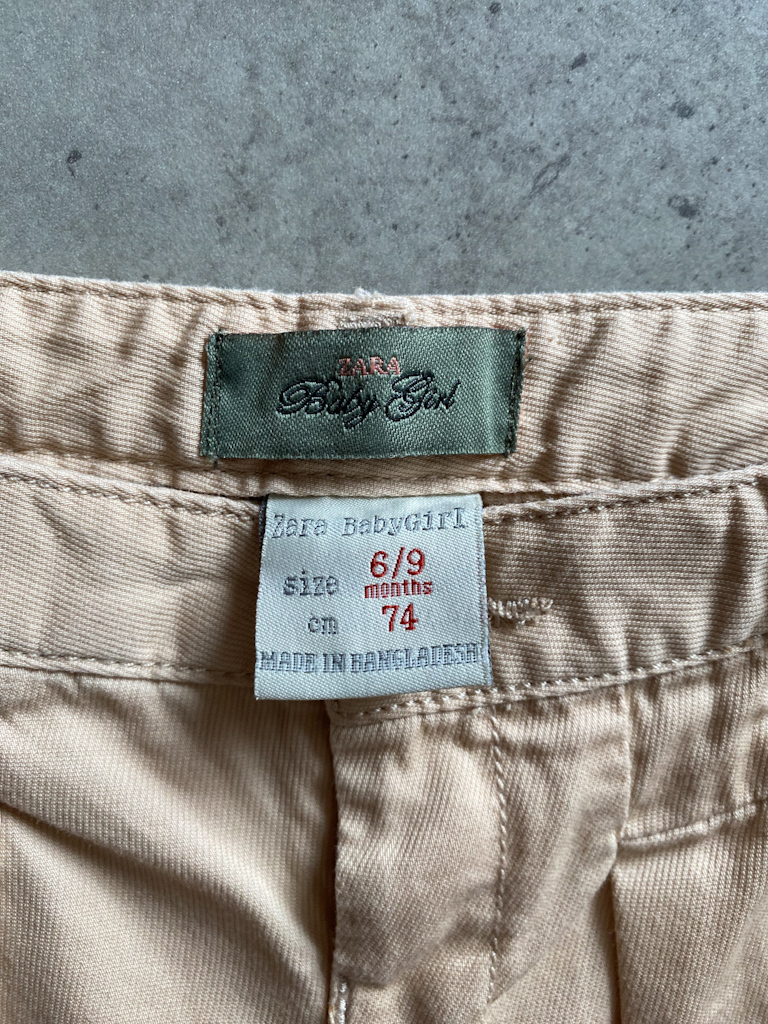 ZARA
Baby Girl
Zara BabyGirl
size 6/9
months
cm 74
MADE IN BANGLADESH